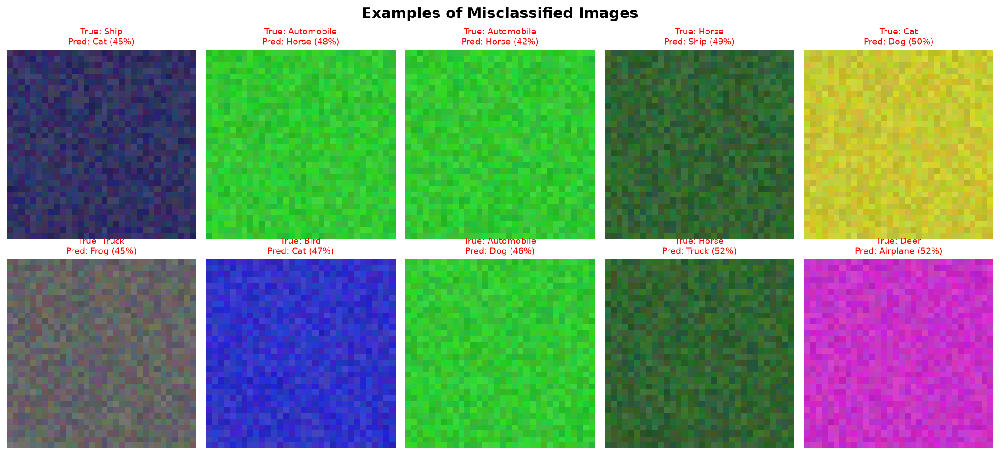 Examples of Misclassified Images
True: Ship
Pred: Cat (45%)
True: Automobile
Pred: Horse (48%)
True: Automobile
Pred: Horse (42%)
True: Horse
Pred: Ship (49%)
True: Cat
Pred: Dog (50%)
True: Truck
Pred: Frog (45%)
True: Bird
Pred: Cat (47%)
True: Automobile
Pred: Dog (46%)
True: Horse
Pred: Truck (52%)
True: Deer
Pred: Airplane (52%)